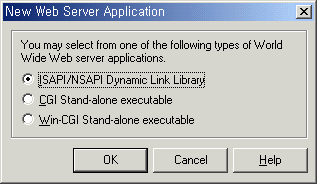 New Web Server Application
You may select from one of the following types of World
Wide Web server applications.
ISAPI/NSAPI Dynamic Link Library
CGI Stand-alone executable
Win-CGI Stand-alone executable
OK Cancel Help